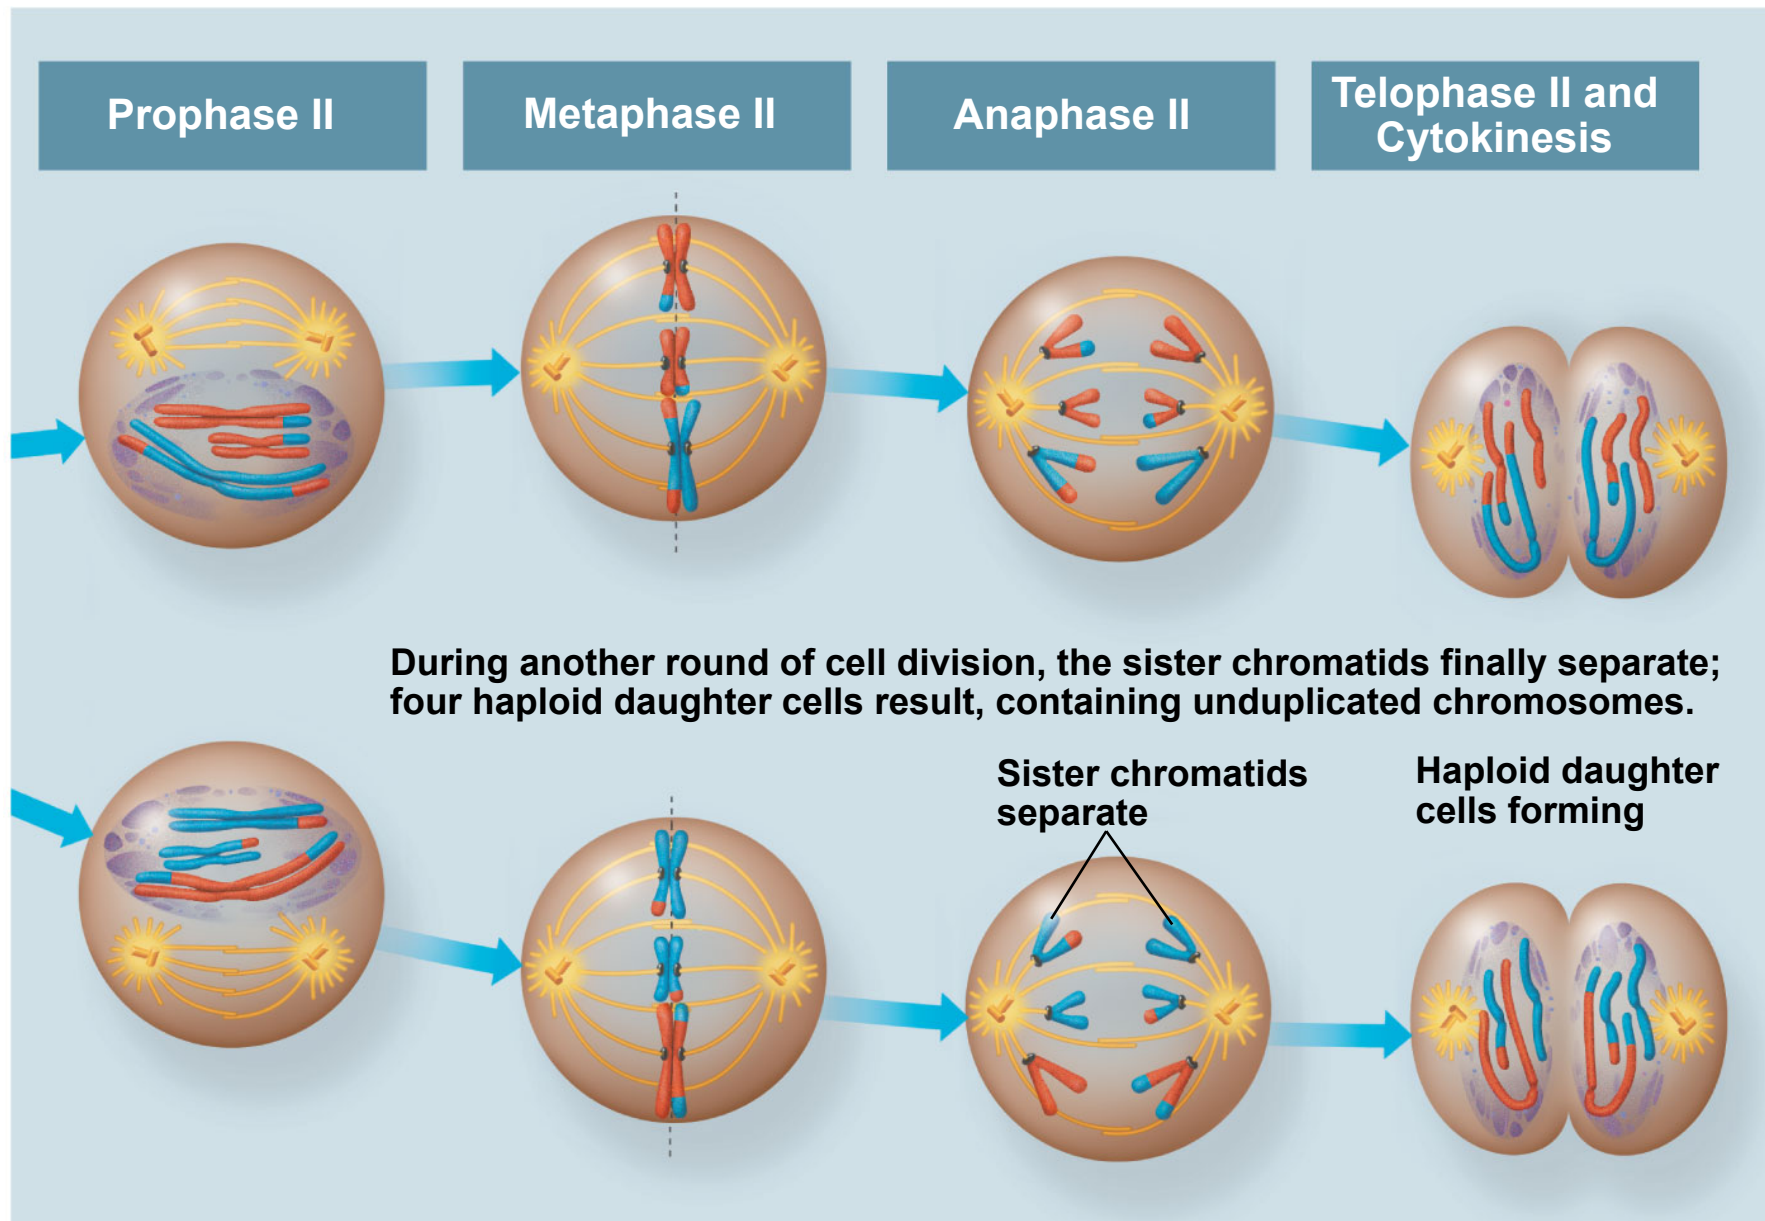 Prophase II
Metaphase II
Anaphase II
Telophase II and
Cytokinesis
During another round of cell division, the sister chromatids finally separate;
four haploid daughter cells result, containing unduplicated chromosomes.
Sister chromatids
separate
Haploid daughter
cells forming